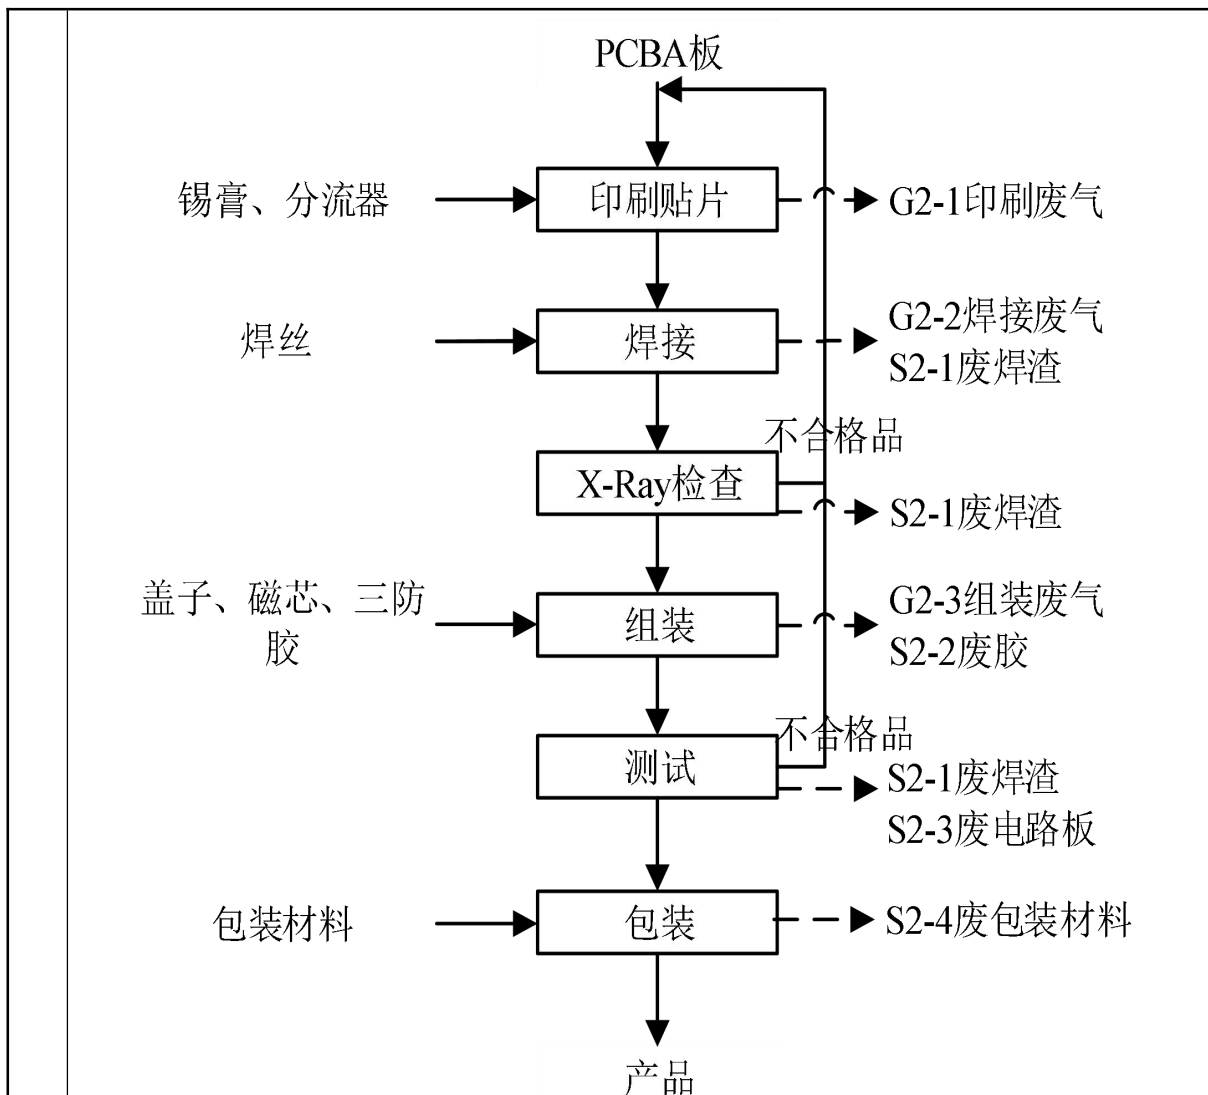 PCBA板
锡膏、分流器
印刷贴片
G2-1印刷废气
焊丝
焊接
G2-2焊接废气
S2-1废焊渣
不合格品
X-Ray检查
S2-1废焊渣
盖子、磁芯、三防
胶
组装
G2-3组装废气
S2-2废胶
不合格品
测试
S2-1废焊渣
S2-3废电路板
包装材料
包装
S2-4废包装材料
产品